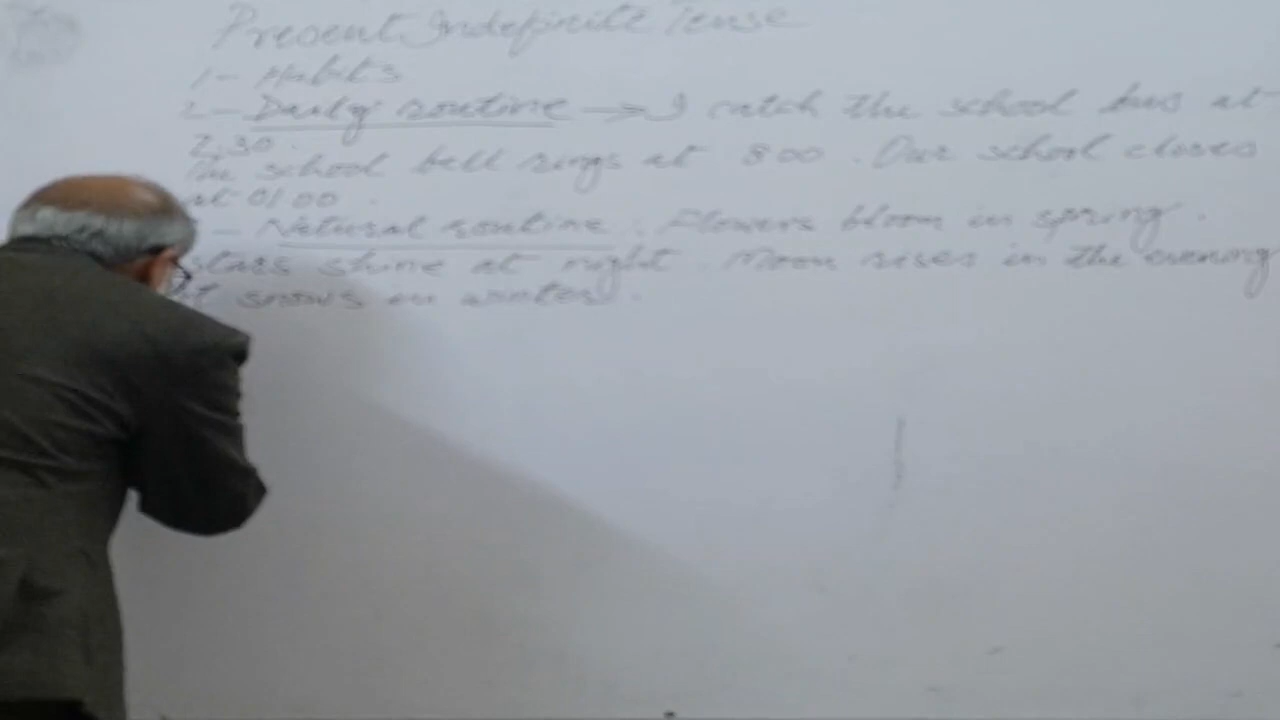 Present Indefinite Tense
1- Habits
2- Daily routine → I catch the school bus at
7.30.
The school bell rings at 8:00. Our school closes
at 01:00.
- Natural routine: Flowers bloom in spring.
Stars shine at night. Moon rises in the evening
It snows in winter.